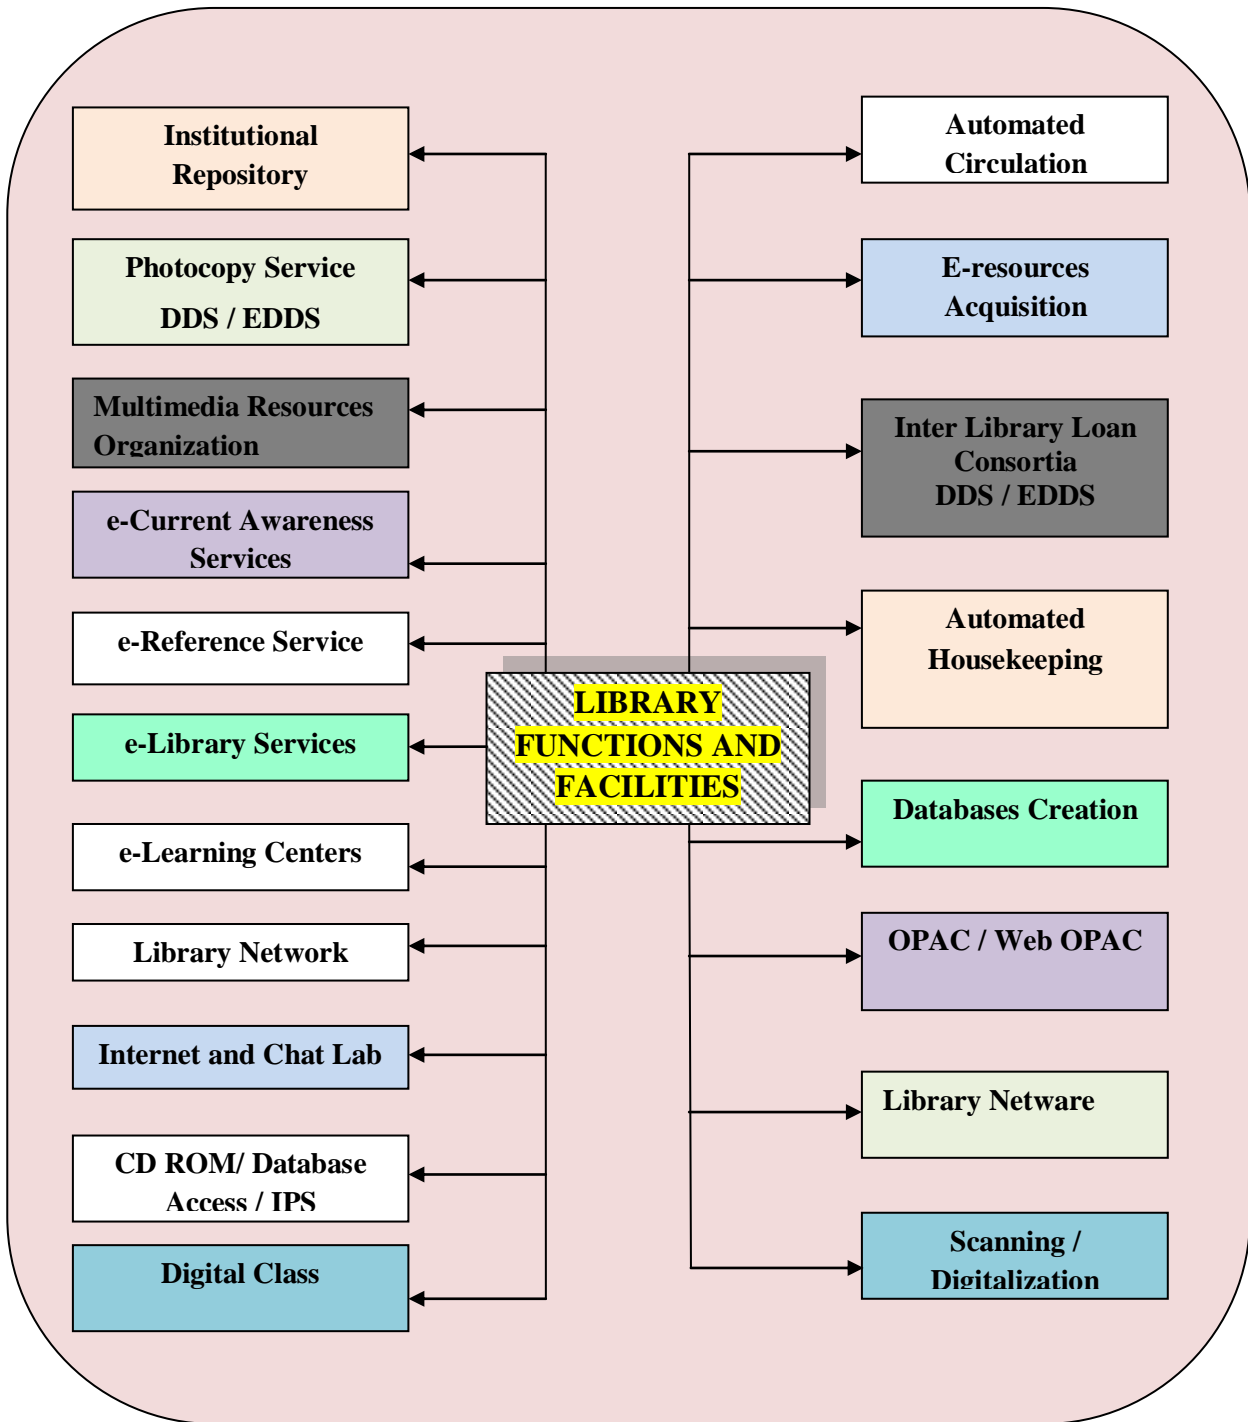 Institutional
Repository
Photocopy Service
DDS / EDDS
Multimedia Resources
Organization
e-Current Awareness
Services
e-Reference Service
e-Library Services
e-Learning Centers
Library Network
Internet and Chat Lab
CD ROM/ Database
Access / IPS
Digital Class
LIBRARY
FUNCTIONS AND
FACILITIES
Automated
Circulation
E-resources
Acquisition
Inter Library Loan
Consortia
DDS / EDDS
Automated
Housekeeping
Databases Creation
OPAC / Web OPAC
Library Netware
Scanning /
Digitalization